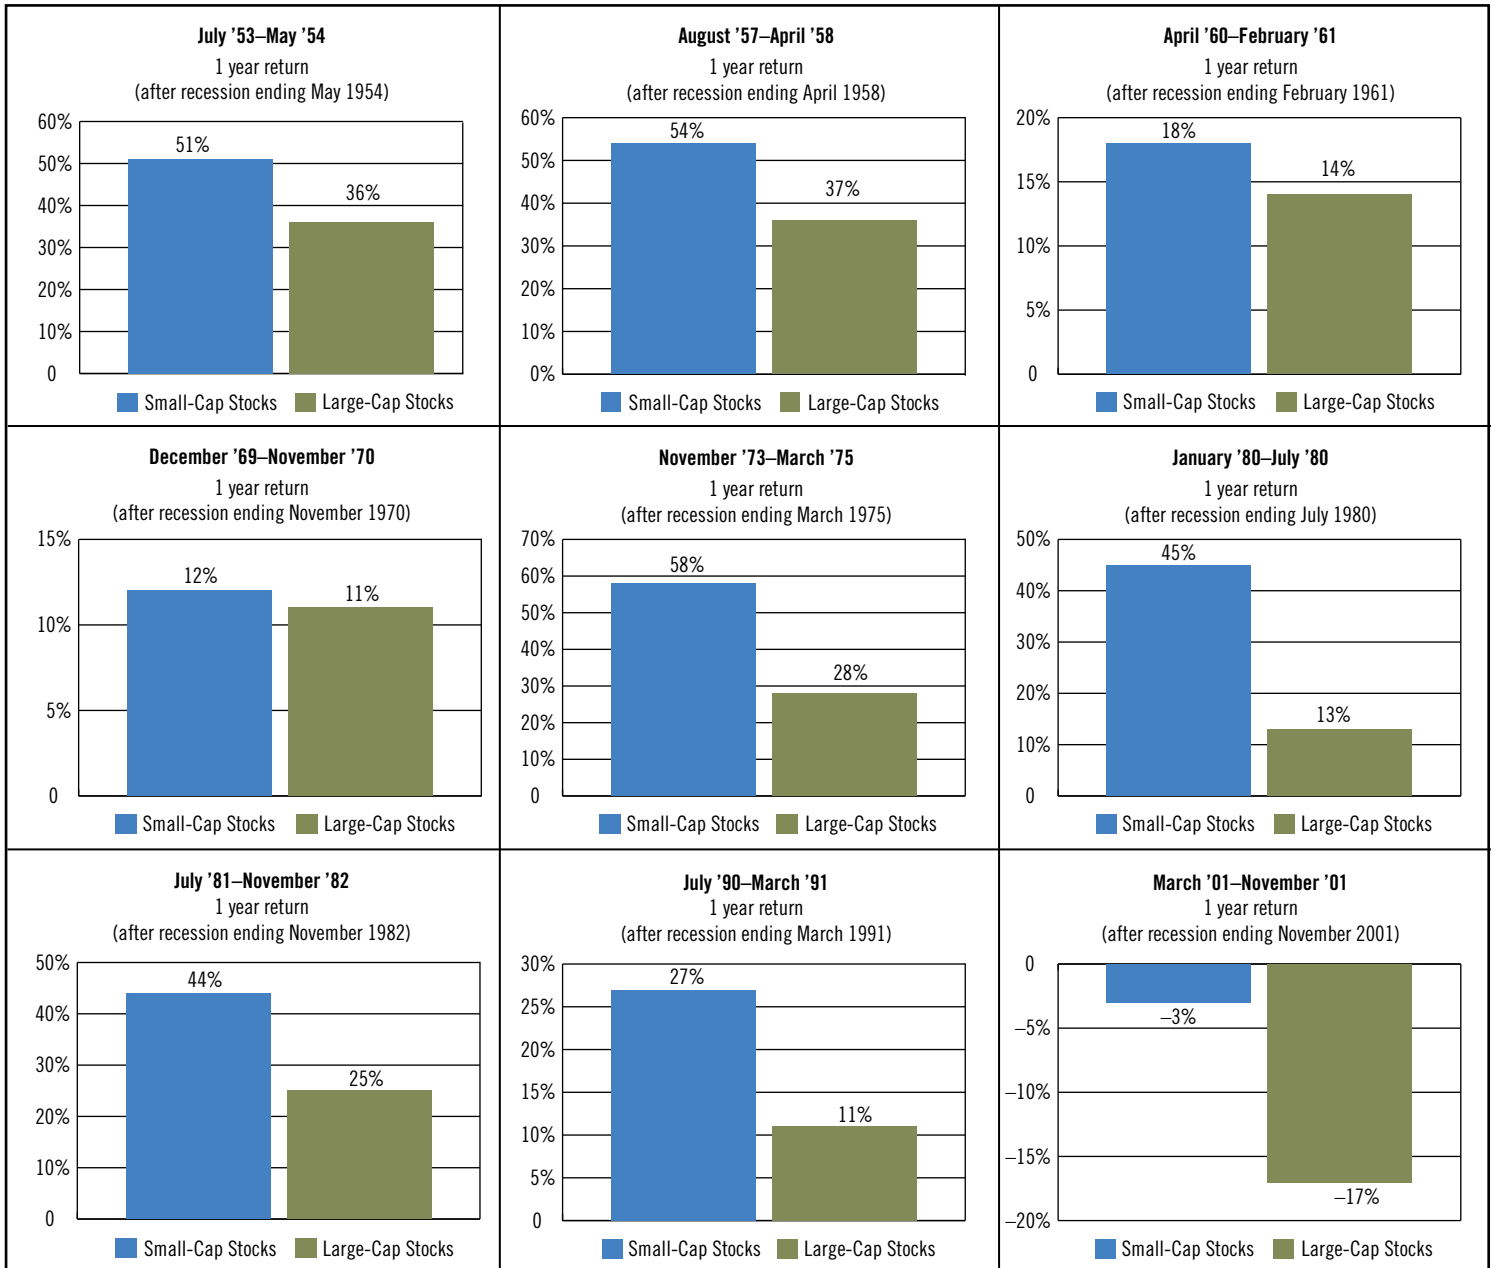 July ’53–May ’54
1 year return
(after recession ending May 1954)
60%
50%
40%
30%
20%
10%
0
51%
36%
Small-Cap Stocks
Large-Cap Stocks
August ’57–April ’58
1 year return
(after recession ending April 1958)
60%
50%
40%
30%
20%
10%
0%
54%
37%
Small-Cap Stocks
Large-Cap Stocks
April ’60–February ’61
1 year return
(after recession ending February 1961)
20%
15%
10%
5%
0
18%
14%
Small-Cap Stocks
Large-Cap Stocks
December ’69–November ’70
1 year return
(after recession ending November 1970)
15%
10%
5%
0
12%
11%
Small-Cap Stocks
Large-Cap Stocks
November ’73–March ’75
1 year return
(after recession ending March 1975)
70%
60%
50%
40%
30%
20%
10%
0
58%
28%
Small-Cap Stocks
Large-Cap Stocks
January ’80–July ’80
1 year return
(after recession ending July 1980)
50%
40%
30%
20%
10%
0
45%
13%
Small-Cap Stocks
Large-Cap Stocks
July ’81–November ’82
1 year return
(after recession ending November 1982)
50%
40%
30%
20%
10%
0
44%
25%
Small-Cap Stocks
Large-Cap Stocks
July ’90–March ’91
1 year return
(after recession ending March 1991)
30%
25%
20%
15%
10%
5%
0
27%
11%
Small-Cap Stocks
Large-Cap Stocks
March ’01–November ’01
1 year return
(after recession ending November 2001)
0
–5%
–10%
–15%
–20%
–3%
–17%
Small-Cap Stocks
Large-Cap Stocks